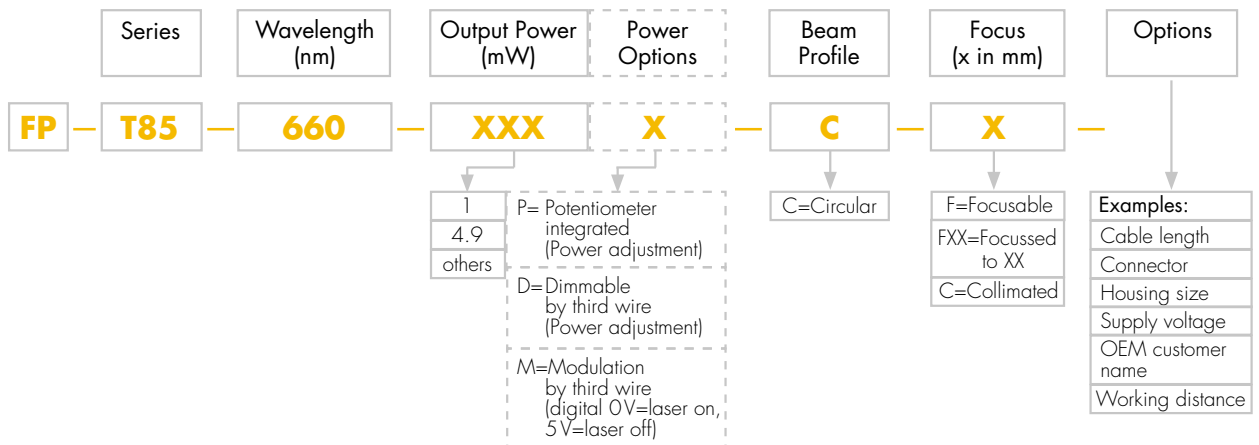 Series
Wavelength
(nm)
Output Power
(mW)
Power
Options
Beam
Profile
Focus
(x in mm)
Options
FP — T85 — 660 — XXX X — C — X —
1
4.9
others
P= Potentiometer
integrated
(Power adjustment)
D=Dimmable
by third wire
(Power adjustment)
M=Modulation
by third wire
(digital 0V=laser on,
5V=laser off)
C=Circular
F=Focusable
FXX=Focussed
to XX
C=Collimated
Examples:
Cable length
Connector
Housing size
Supply voltage
OEM customer
name
Working distance